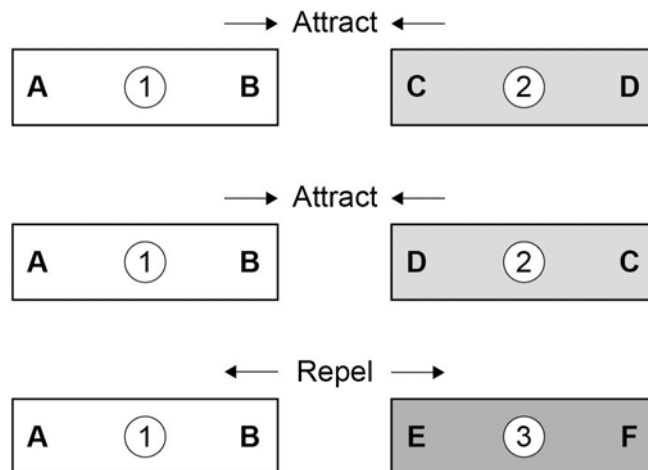 Attract
A 1 B C 2 D
Attract
A 1 B D 2 C
Repel
A 1 B E 3 F